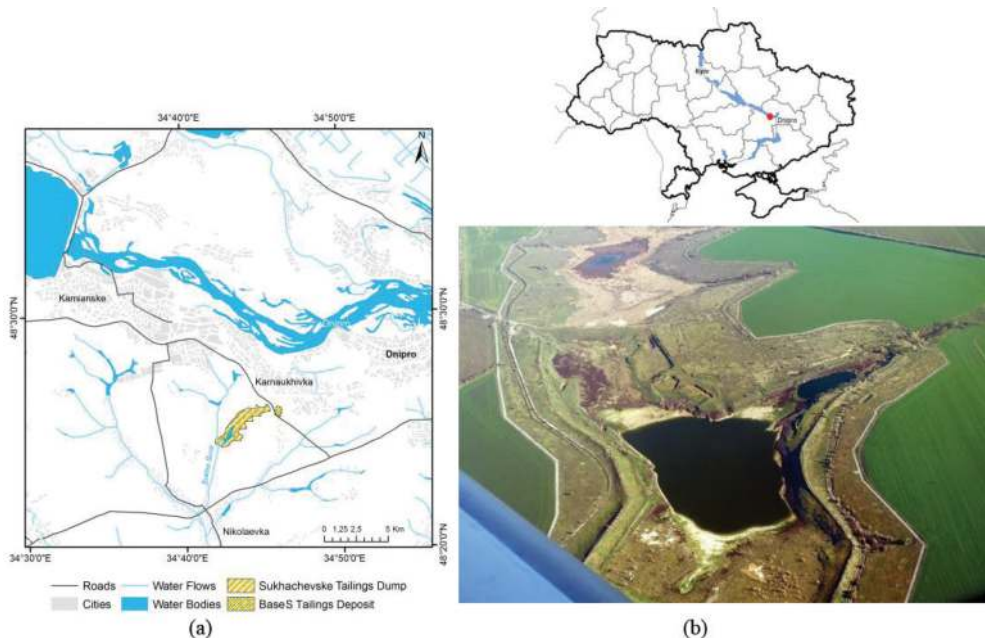 34°40'0"E
34°50'0"E
N
48°30'0"N
48°30'0"N
Kamianske
Dnipro
Karnaukhivka
Nikolaevka
0 1,25 2,5 5 Km
48°20'0"N
34°30'0"E
34°40'0"E
34°50'0"E
Roads
Water Flows
Sukhachevske Tailings Dump
Cities
Water Bodies
BaseS Tailings Deposit
(a)
Kyiv
Dnipro
(b)